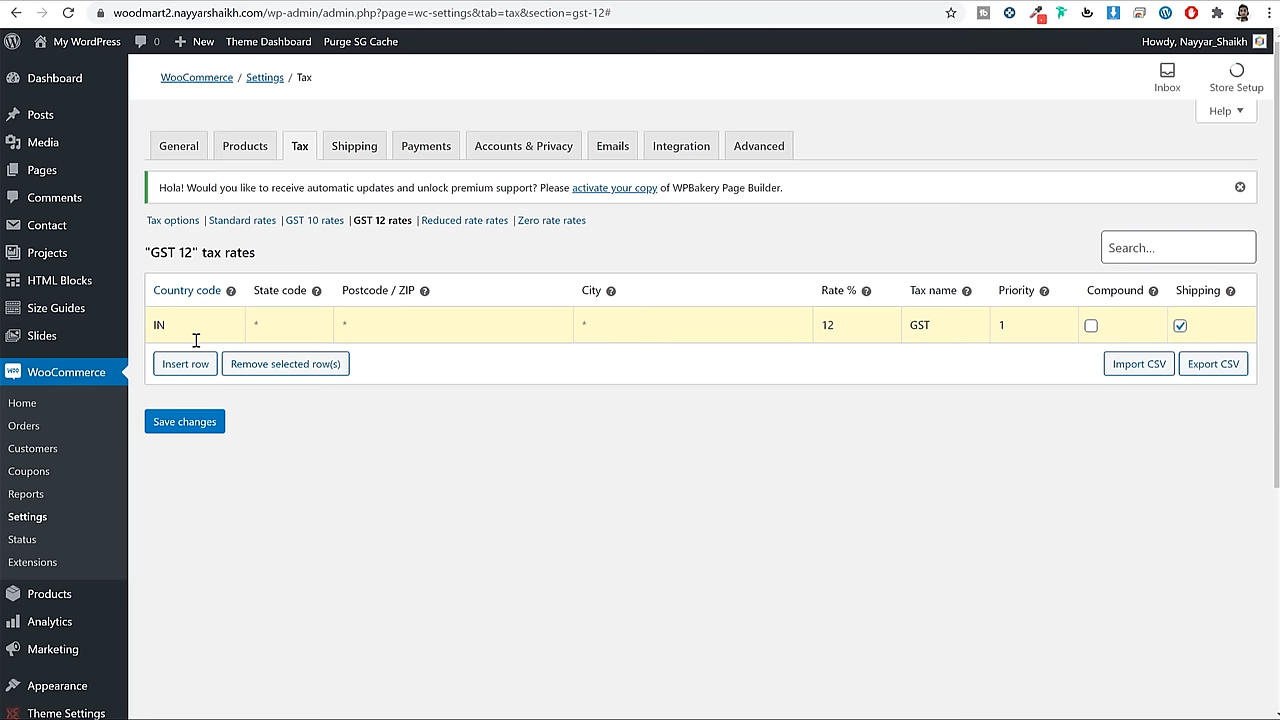 woodmart2.nayyarshaikh.com/wp-admin/admin.php?page=wc-settings&tab=tax&section=gst-12#
My WordPress 0 New Theme Dashboard Purge SG Cache Howdy, Nayyar_Shaikh
Dashboard
Posts
Media
Pages
Comments
Contact
Projects
HTML Blocks
Size Guides
Slides
WooCommerce
Home
Orders
Customers
Coupons
Reports
Settings
Status
Extensions
Products
Analytics
Marketing
Appearance
Theme Settings
WooCommerce / Settings / Tax
Inbox Store Setup
Help
General Products Tax Shipping Payments Accounts & Privacy Emails Integration Advanced
Hola! Would you like to receive automatic updates and unlock premium support? Please activate your copy of WPBakery Page Builder.
Tax options | Standard rates | GST 10 rates | GST 12 rates | Reduced rate rates | Zero rate rates
"GST 12" tax rates
Search...
Country code ? State code ? Postcode / ZIP ? City ? Rate % ? Tax name ? Priority ? Compound ? Shipping ?
IN * * * 12 GST 1
Insert row Remove selected row(s) Import CSV Export CSV
Save changes